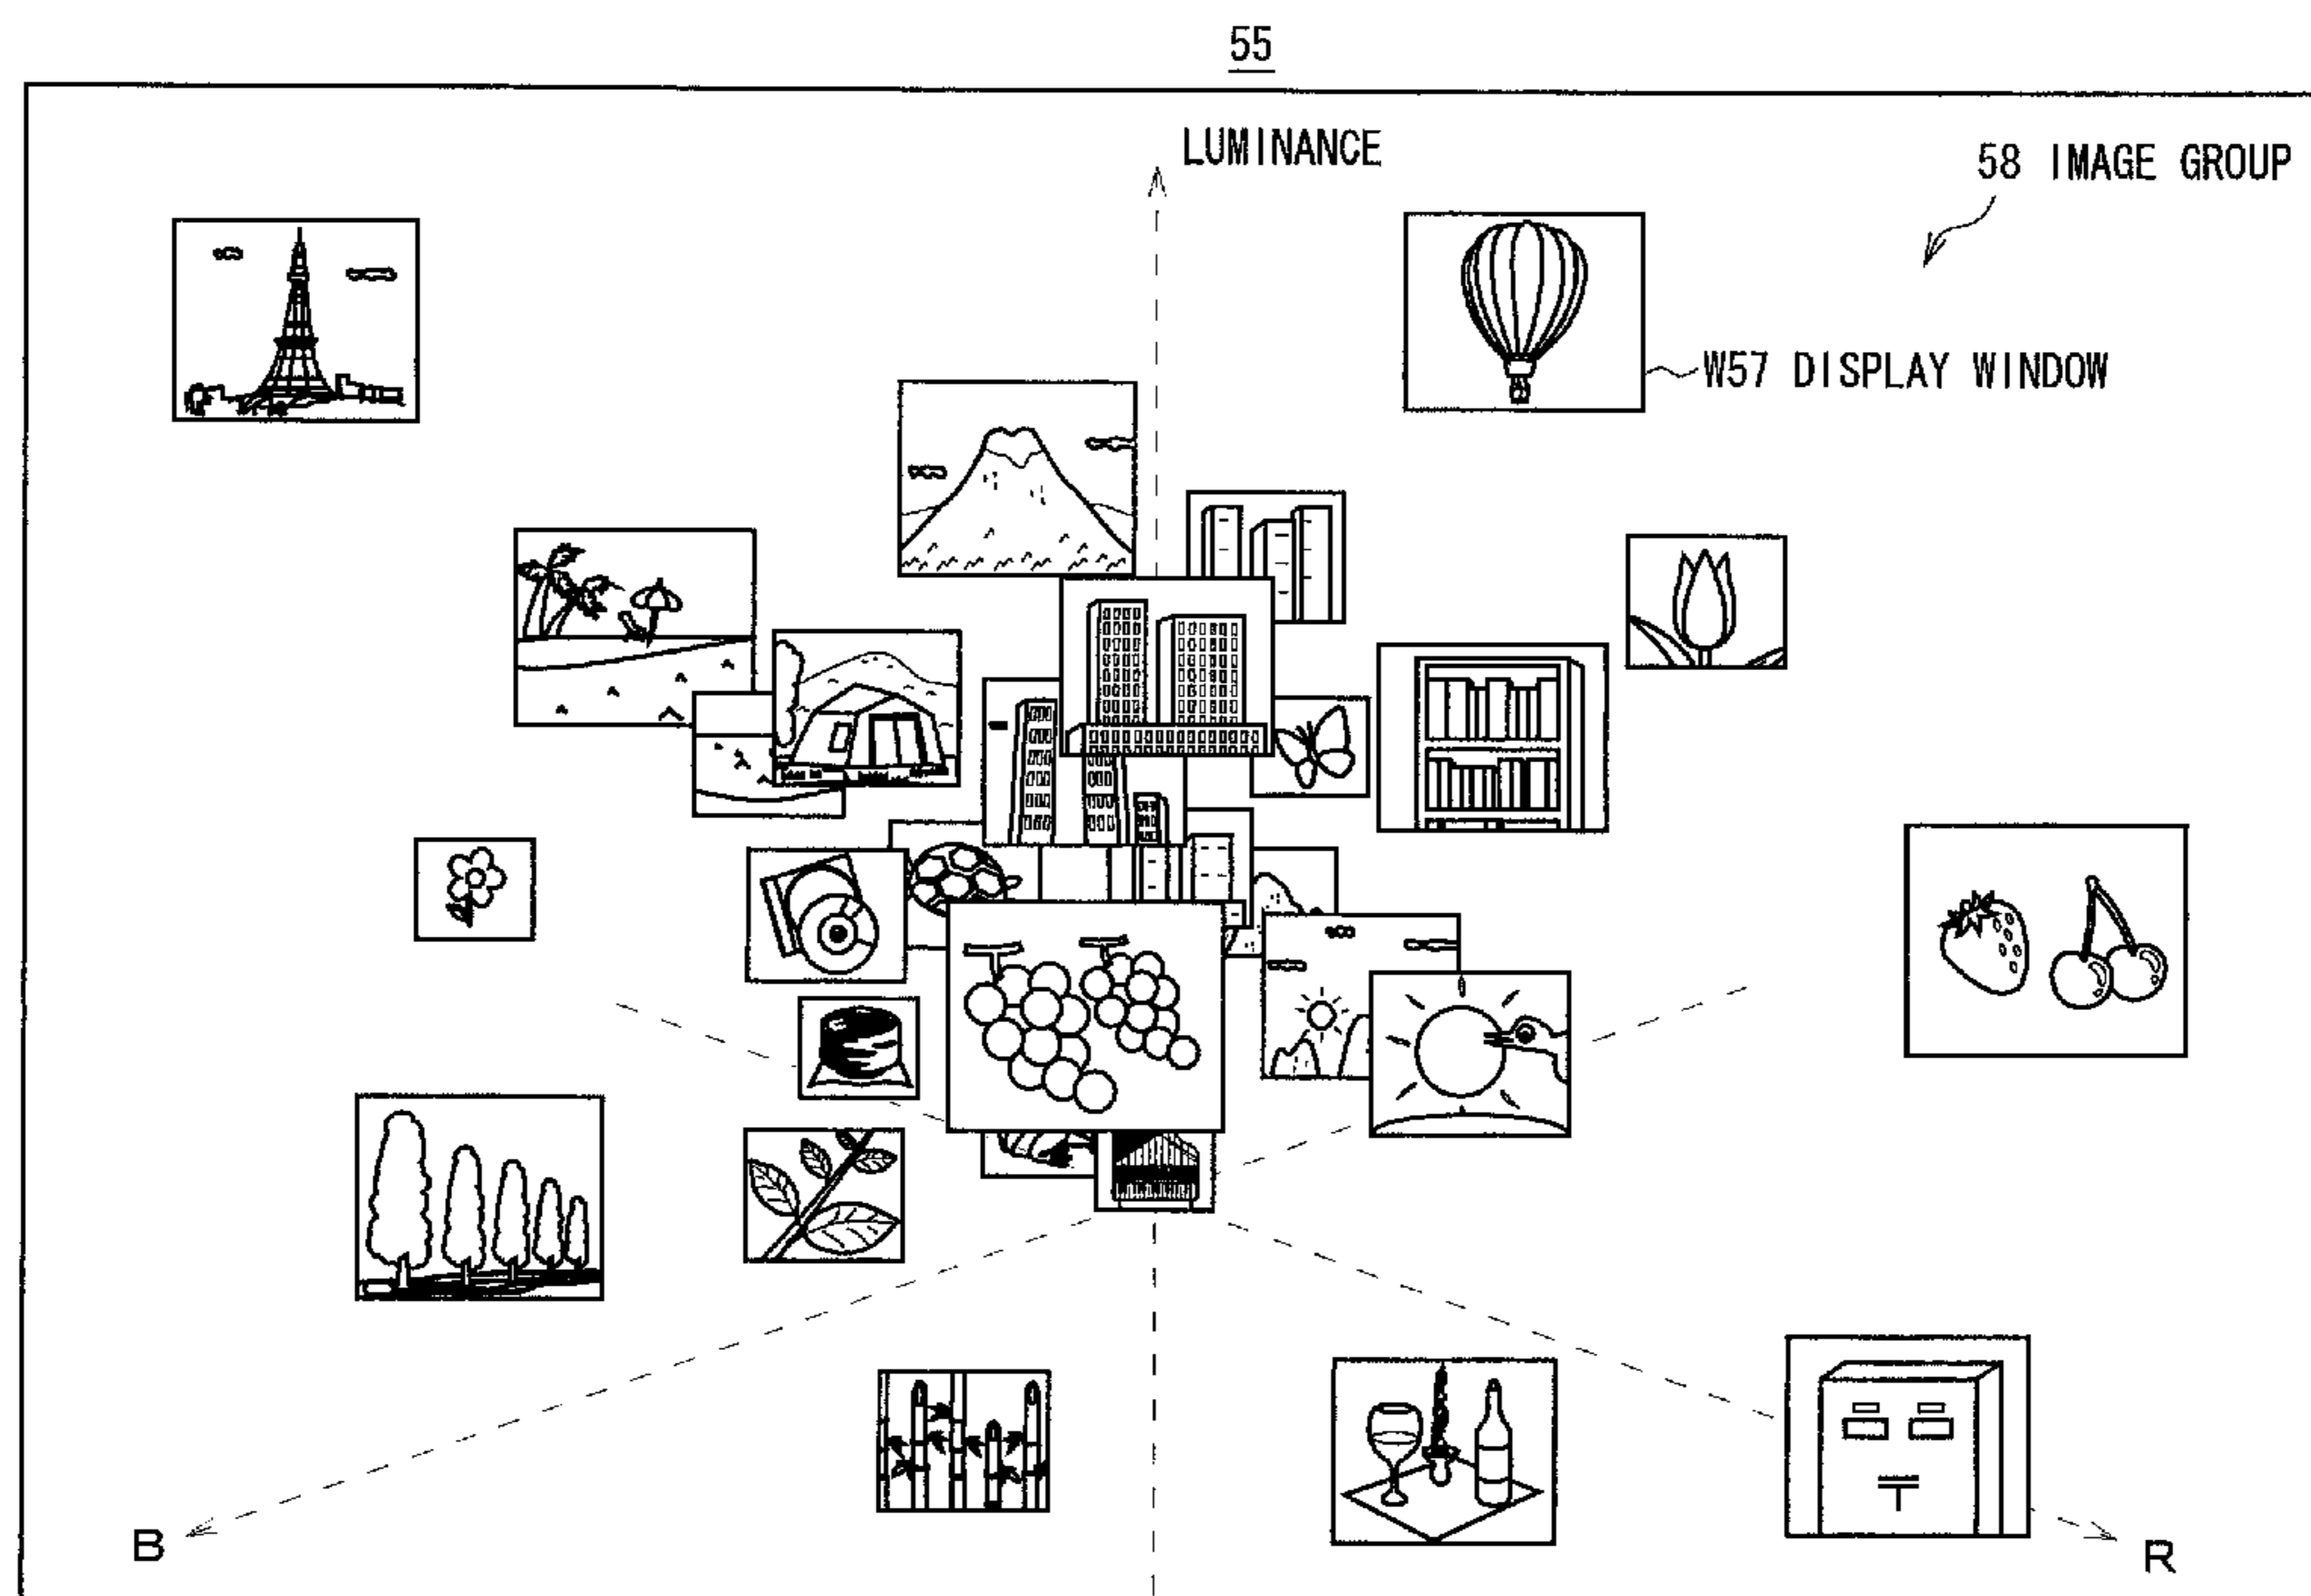 55
LUMINANCE
58 IMAGE GROUP
W57 DISPLAY WINDOW
B
R